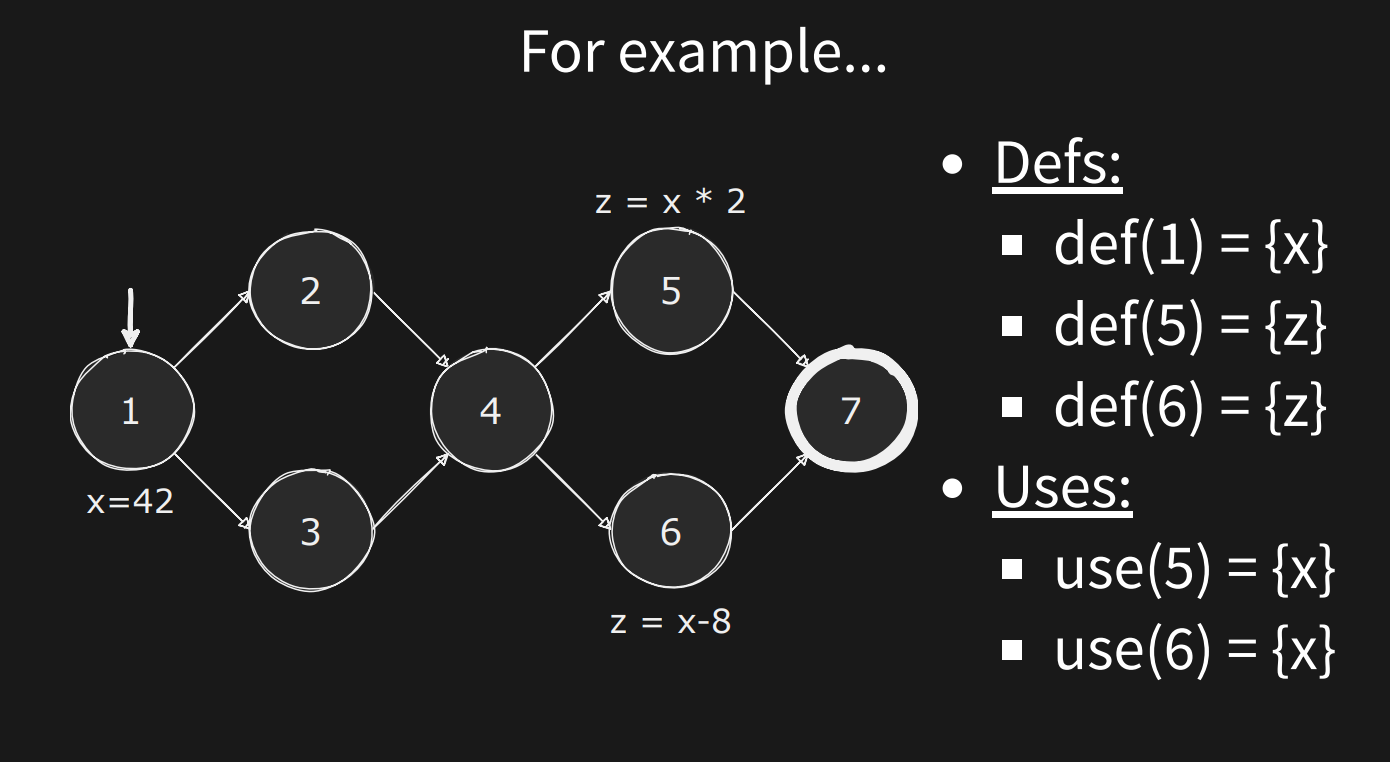 For example...
z = x * 2
2
5
1
4
7
x=42
3
6
z = x-8
• Defs:
▪ def(1) = {x}
▪ def(5) = {z}
▪ def(6) = {z}
• Uses:
▪ use(5) = {x}
▪ use(6) = {x}